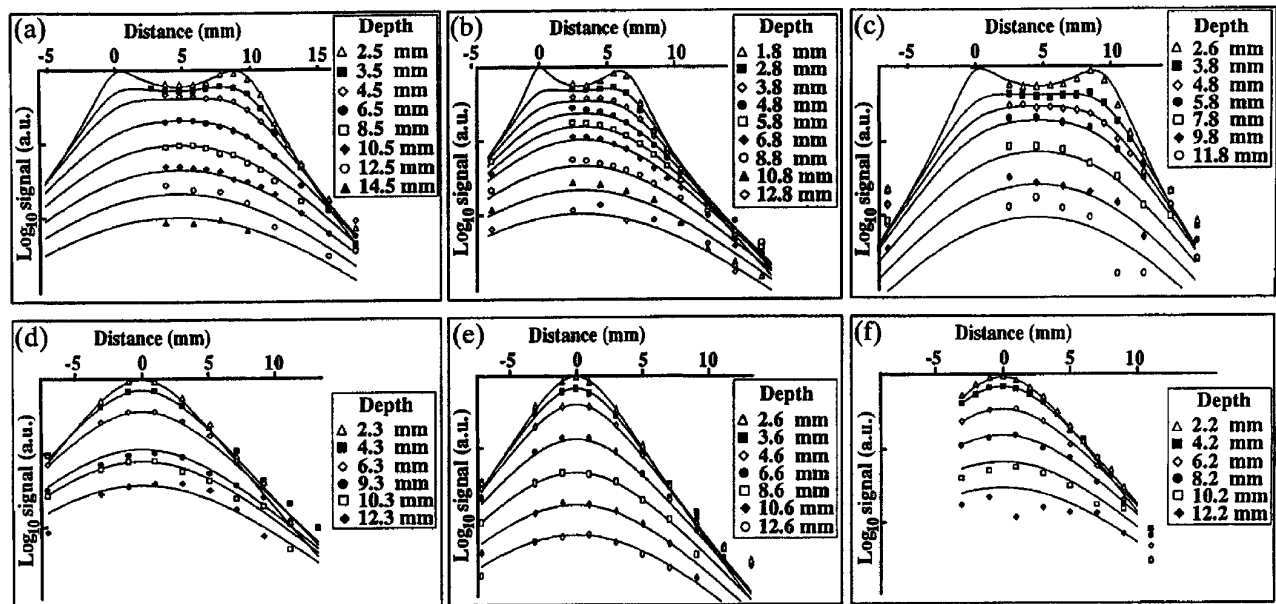 (a)
Distance (mm)
-5 0 5 10 15
Log10 signal (a.u.)
Depth
2.5 mm
3.5 mm
4.5 mm
6.5 mm
8.5 mm
10.5 mm
12.5 mm
14.5 mm
(b)
Distance (mm)
0 5 10
Log10 signal (a.u.)
Depth
1.8 mm
2.8 mm
3.8 mm
4.8 mm
5.8 mm
6.8 mm
8.8 mm
10.8 mm
12.8 mm
(c)
Distance (mm)
-5 0 5 10
Log10 signal (a.u.)
Depth
2.6 mm
3.8 mm
4.8 mm
5.8 mm
7.8 mm
9.8 mm
11.8 mm
(d)
Distance (mm)
-5 0 5 10
Log10 signal (a.u.)
Depth
2.3 mm
4.3 mm
6.3 mm
9.3 mm
10.3 mm
12.3 mm
(e)
Distance (mm)
-5 0 5 10
Log10 signal (a.u.)
Depth
2.6 mm
3.6 mm
4.6 mm
6.6 mm
8.6 mm
10.6 mm
12.6 mm
(f)
Distance (mm)
-5 0 5 10
Log10 signal (a.u.)
Depth
2.2 mm
4.2 mm
6.2 mm
8.2 mm
10.2 mm
12.2 mm